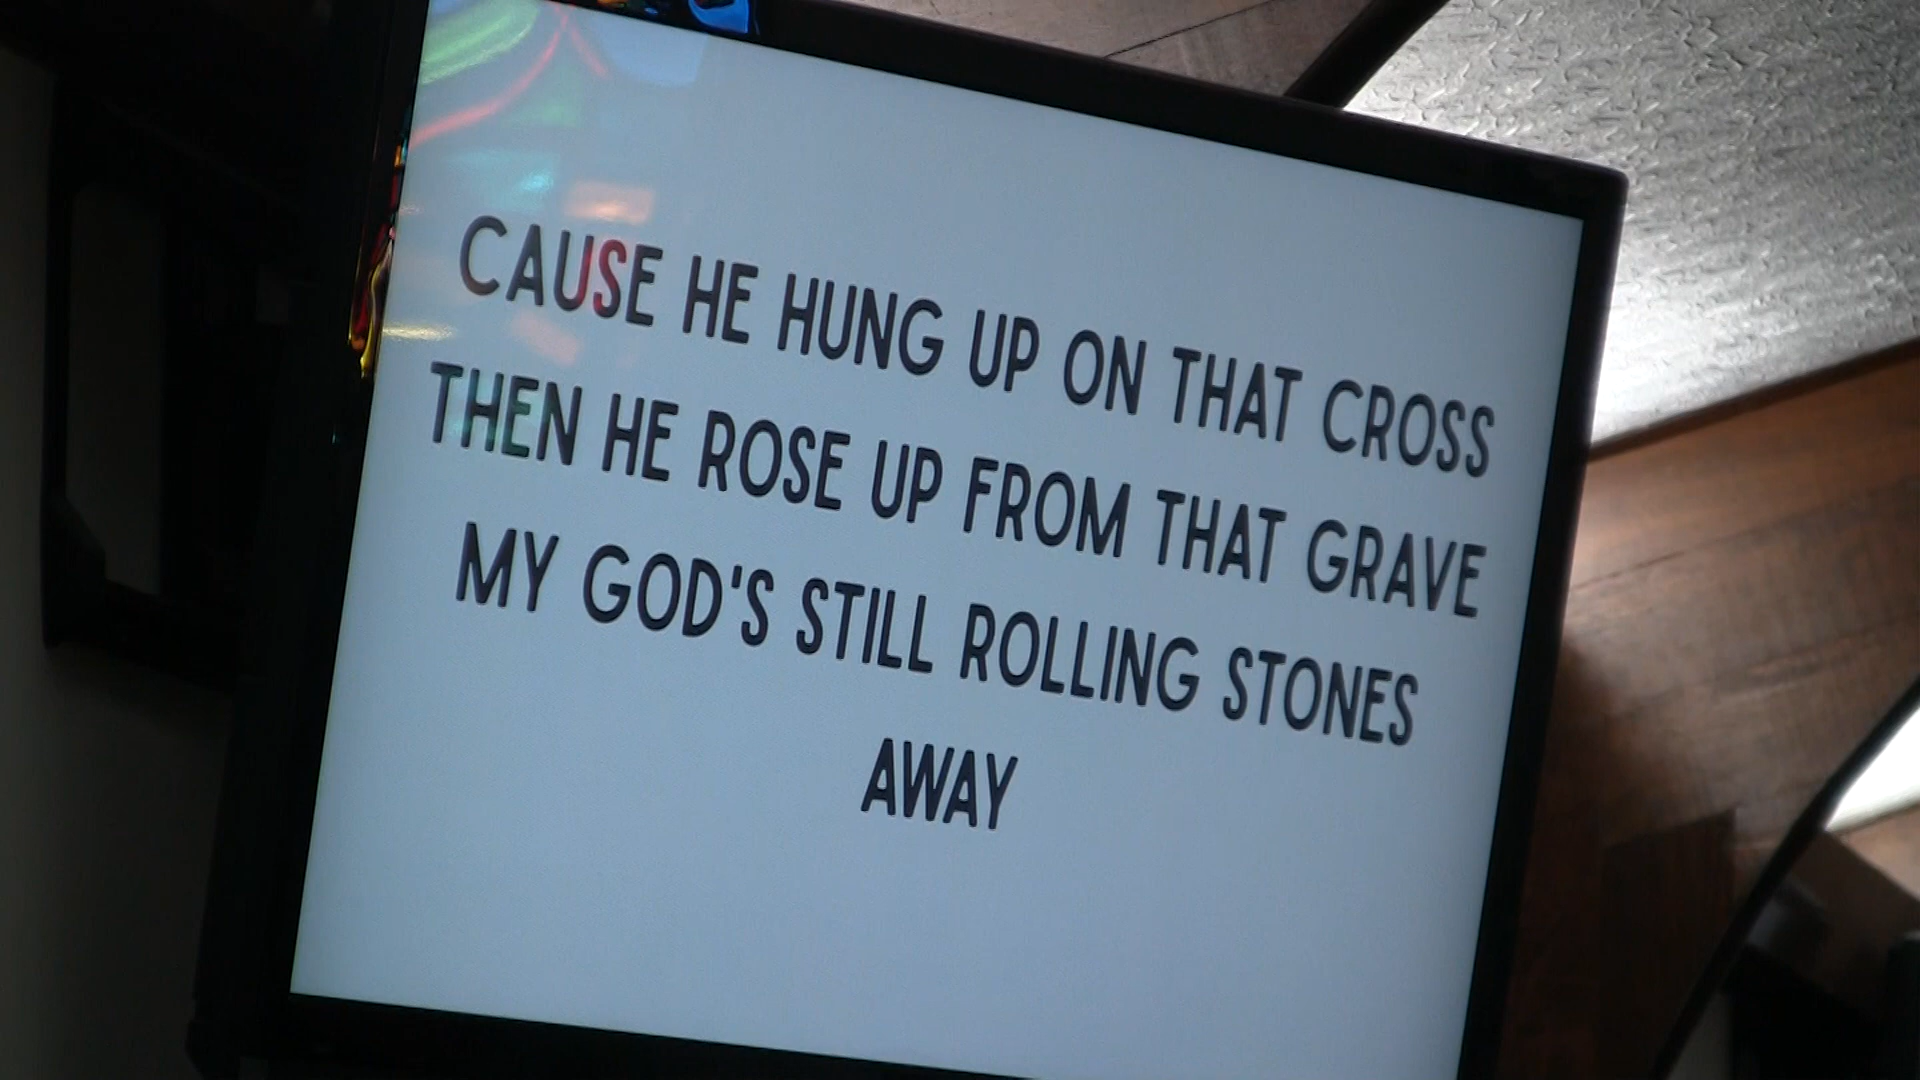 CAUSE HE HUNG UP ON THAT CROSS
THEN HE ROSE UP FROM THAT GRAVE
MY GOD'S STILL ROLLING STONES
AWAY